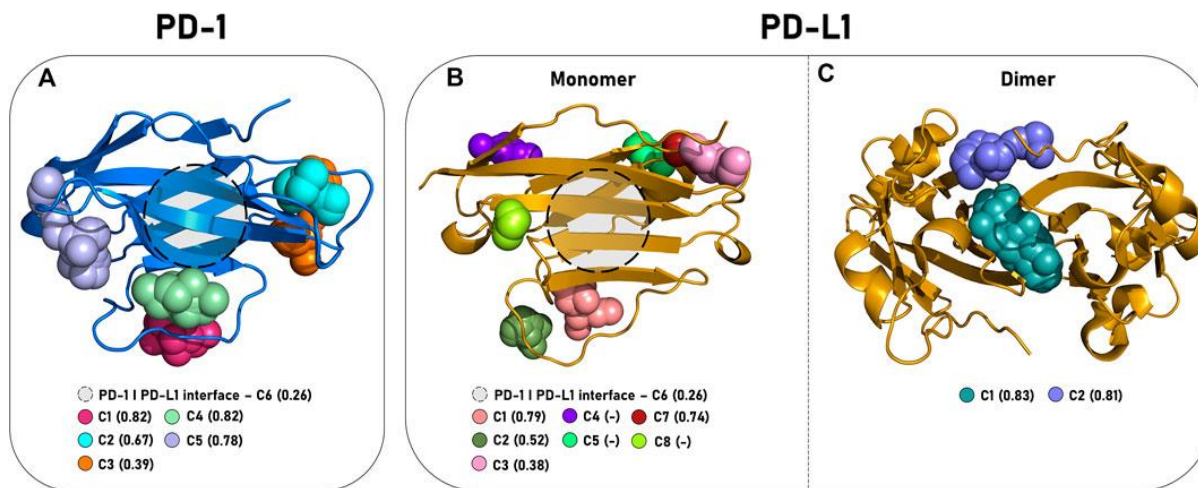 PD-1
PD-L1
A
B
Monomer
C
Dimer
PD-1 I PD-L1 interface - C6 (0.26)
C1 (0.82)
C4 (0.82)
C2 (0.67)
C5 (0.78)
C3 (0.39)
PD-1 I PD-L1 interface - C6 (0.26)
C1 (0.79)
C4 (-)
C7 (0.74)
C2 (0.52)
C5 (-)
C8 (-)
C3 (0.38)
C1 (0.83)
C2 (0.81)